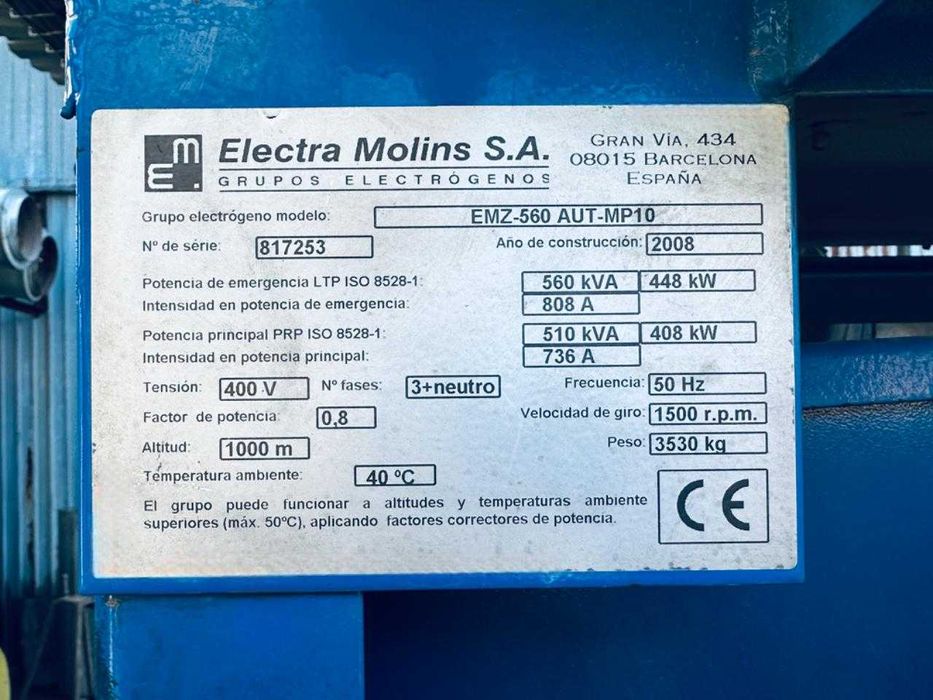 m
E.
Electra Molins S.A.
GRUPOS ELECTRÓGENOS
GRAN VÍA, 434
08015 BARCELONA
ESPAÑA
Grupo electrógeno modelo: EMZ-560 AUT-MP10
Nº de série: 817253 Año de construcción: 2008
Potencia de emergencia LTP ISO 8528-1: 560 kVA 448 kW
Intensidad en potencia de emergencia: 808 A
Potencia principal PRP ISO 8528-1: 510 kVA 408 kW
Intensidad en potencia principal: 736 A
Tensión: 400 V Nº fases: 3+neutro Frecuencia: 50 Hz
Factor de potencia: 0,8 Velocidad de giro: 1500 r.p.m.
Altitud: 1000 m Peso: 3530 kg
Temperatura ambiente: 40 ºC
El grupo puede funcionar a altitudes y temperaturas ambiente
superiores (máx. 50ºC), aplicando factores correctores de potencia.
CE